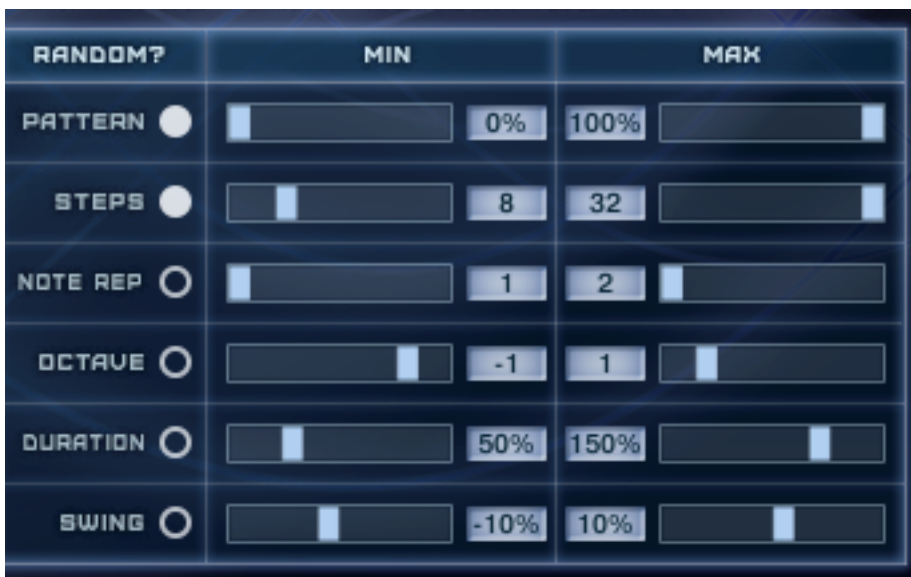 RANDOM? MIN MAX
PATTERN 0% 100%
STEPS 8 32
NOTE REP 1 2
OCTAVE -1 1
DURATION 50% 150%
SWING -10% 10%